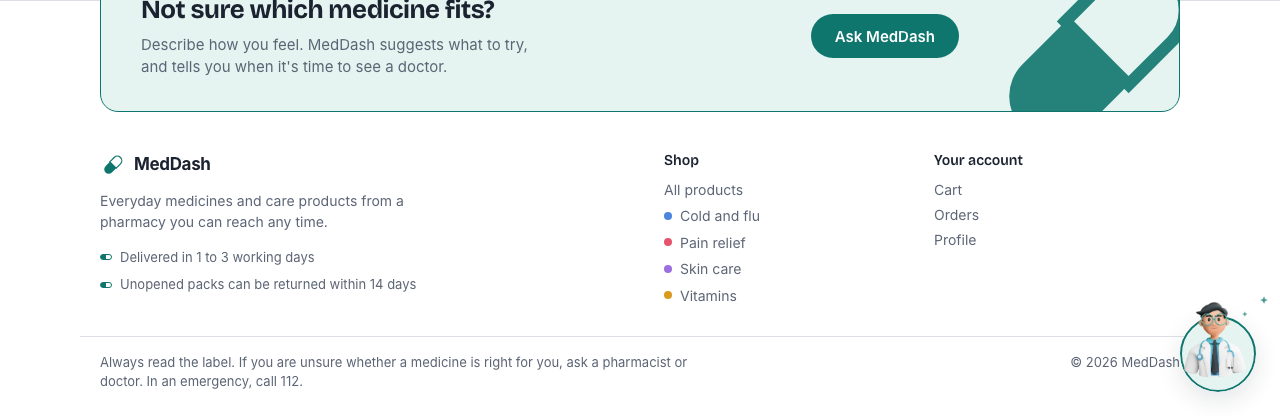 Not sure which medicine fits?
Describe how you feel. MedDash suggests what to try,
and tells you when it's time to see a doctor.
Ask MedDash
MedDash
Everyday medicines and care products from a
pharmacy you can reach any time.
Delivered in 1 to 3 working days
Unopened packs can be returned within 14 days
Shop
All products
Cold and flu
Pain relief
Skin care
Vitamins
Your account
Cart
Orders
Profile
Always read the label. If you are unsure whether a medicine is right for you, ask a pharmacist or
doctor. In an emergency, call 112.
© 2026 MedDash